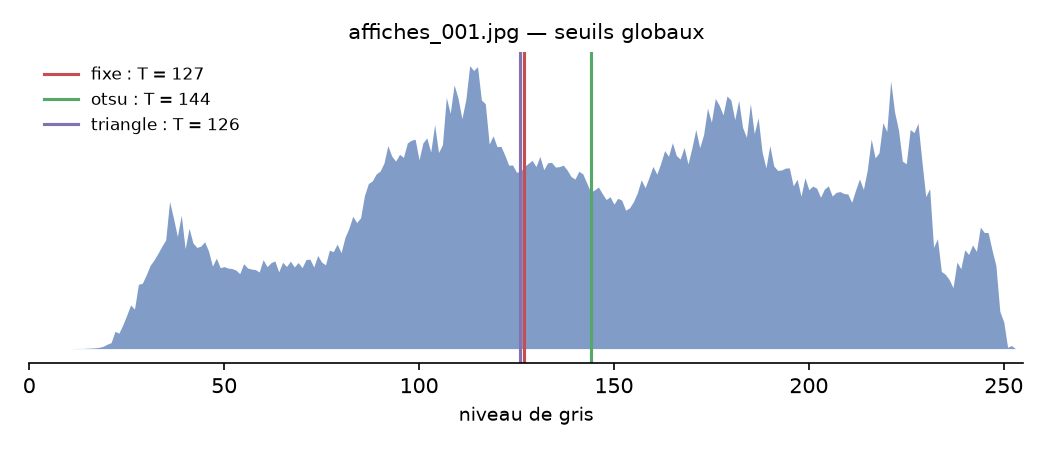 affiches_001.jpg — seuils globaux
fixe : T = 127
otsu : T = 144
triangle : T = 126
0 50 100 150 200 250
niveau de gris